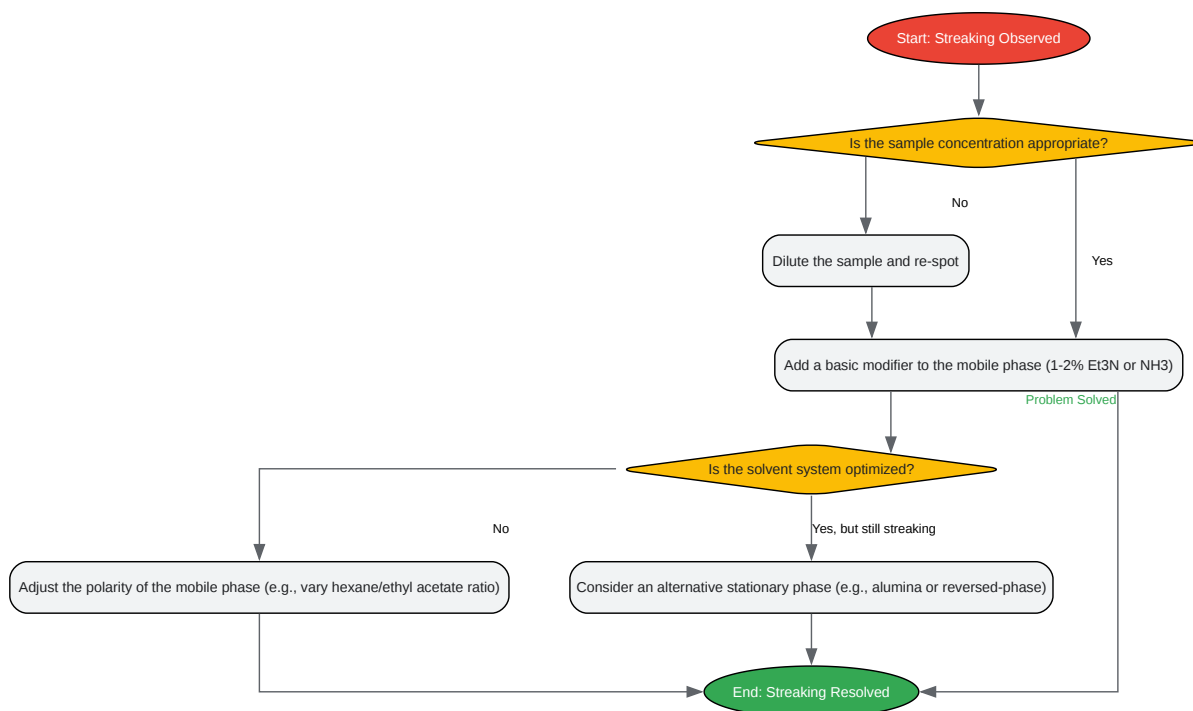 Start: Streaking Observed
Is the sample concentration appropriate?
No
Dilute the sample and re-spot
Yes
Add a basic modifier to the mobile phase (1-2% Et3N or NH3)
Problem Solved
Is the solvent system optimized?
No
Yes, but still streaking
Adjust the polarity of the mobile phase (e.g., vary hexane/ethyl acetate ratio)
Consider an alternative stationary phase (e.g., alumina or reversed-phase)
End: Streaking Resolved